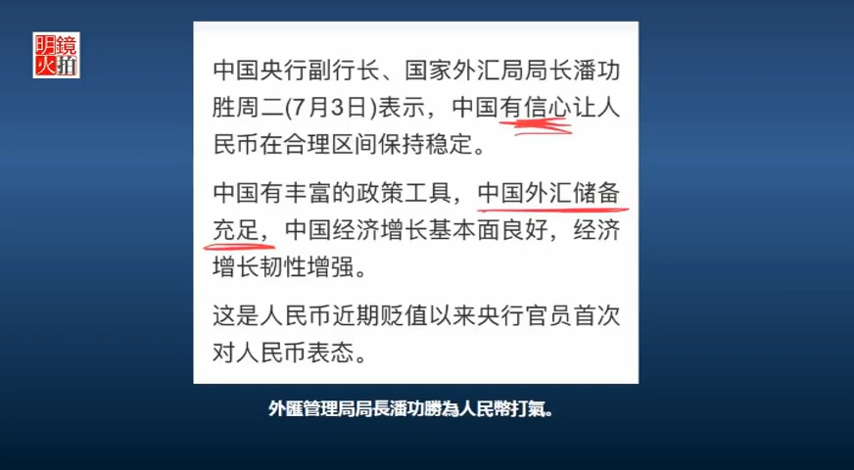 明鏡
火拍
中国央行副行长、国家外汇局局长潘功
胜周二(7月3日)表示，中国有信心让人
民币在合理区间保持稳定。
中国有丰富的政策工具，中国外汇储备
充足，中国经济增长基本面良好，经济
增长韧性增强。
这是人民币近期贬值以来央行官员首次
对人民币表态。
外匯管理局局長潘功勝為人民幣打氣。